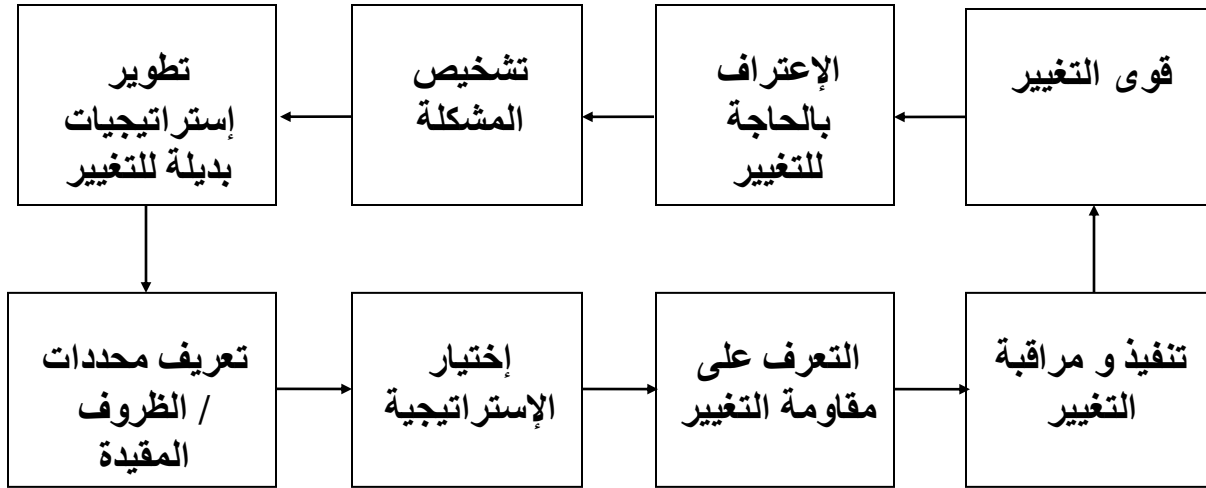 قوى التغيير
الإعتراف
بالحاجة
للتغيير
تشخيص
المشكلة
تطوير
إستراتيجيات
بديلة للتغيير
تعريف محددات
/ الظروف
المقيدة
إختيار
الإستراتيجية
التعرف على
مقاومة التغيير
تنفيذ و مراقبة
التغيير